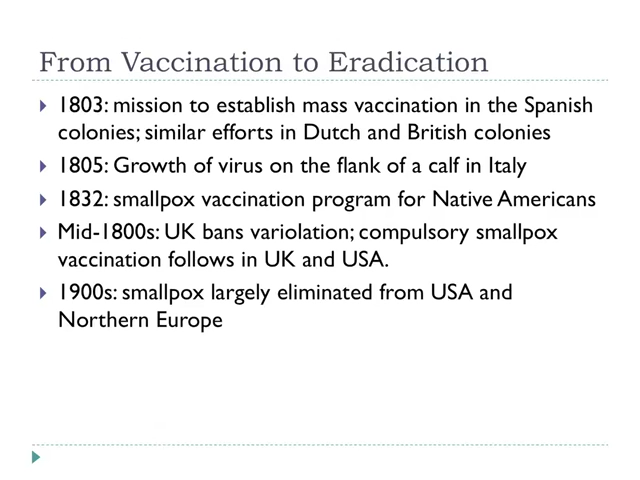 From Vaccination to Eradication
1803: mission to establish mass vaccination in the Spanish
colonies; similar efforts in Dutch and British colonies
1805: Growth of virus on the flank of a calf in Italy
1832: smallpox vaccination program for Native Americans
Mid-1800s: UK bans variolation; compulsory smallpox
vaccination follows in UK and USA.
1900s: smallpox largely eliminated from USA and
Northern Europe